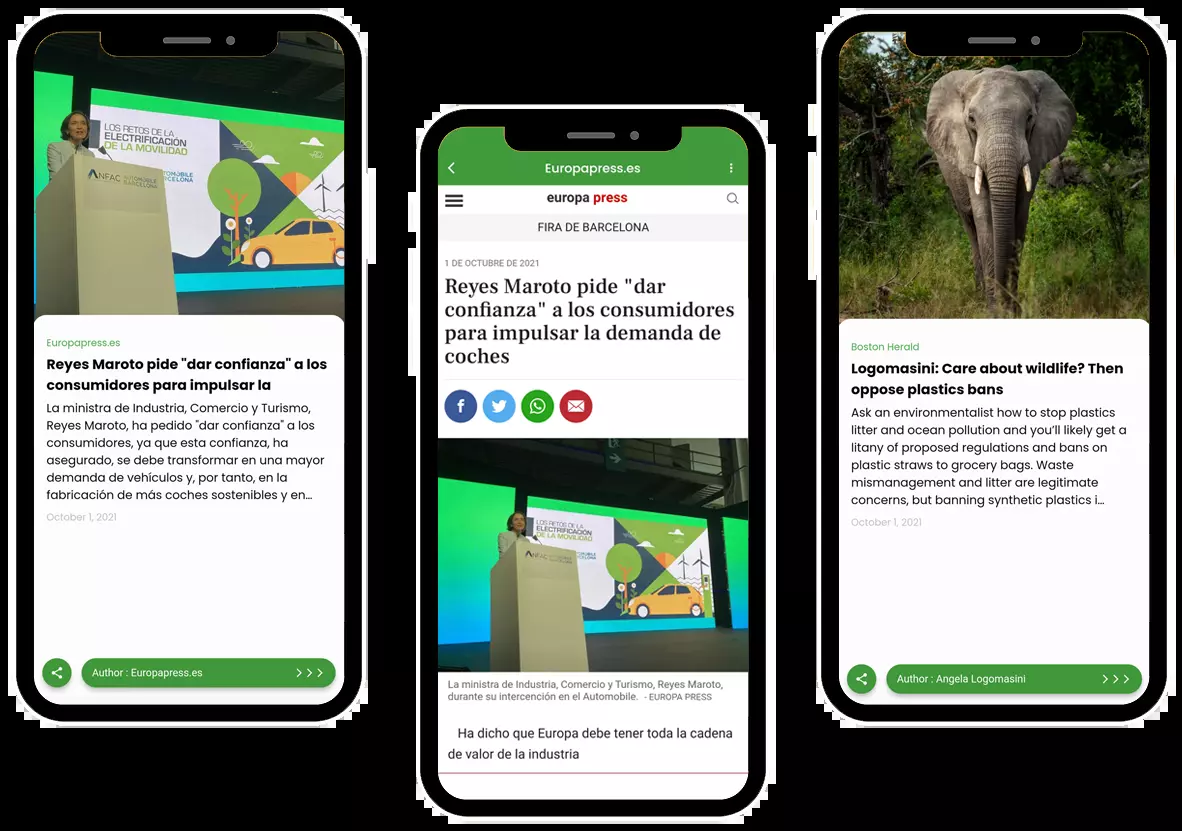 LOS RETOS DE LA
ELECTRIFICACIÓN
DE LA MOVILIDAD
ANFAC
AUTOMOBILE
BARCELONA
Europapress.es
Reyes Maroto pide "dar confianza" a los
consumidores para impulsar la
La ministra de Industria, Comercio y Turismo,
Reyes Maroto, ha pedido "dar confianza" a los
consumidores, ya que esta confianza, ha
asegurado, se debe transformar en una mayor
demanda de vehículos y, por tanto, en la
fabricación de más coches sostenibles y en...
October 1, 2021
Author : Europapress.es
Europapress.es
europa press
FIRA DE BARCELONA
1 DE OCTUBRE DE 2021
Reyes Maroto pide "dar
confianza" a los consumidores
para impulsar la demanda de
coches
LOS RETOS DE LA
ELECTRIFICACIÓN
DE LA MOVILIDAD
ANFAC
La ministra de Industria, Comercio y Turismo, Reyes Maroto,
durante su intercención en el Automobile. - EUROPA PRESS
Ha dicho que Europa debe tener toda la cadena
de valor de la industria
Boston Herald
Logomasini: Care about wildlife? Then
oppose plastics bans
Ask an environmentalist how to stop plastics
litter and ocean pollution and you’ll likely get a
litany of proposed regulations and bans on
plastic straws to grocery bags. Waste
mismanagement and litter are legitimate
concerns, but banning synthetic plastics i...
October 1, 2021
Author : Angela Logomasini